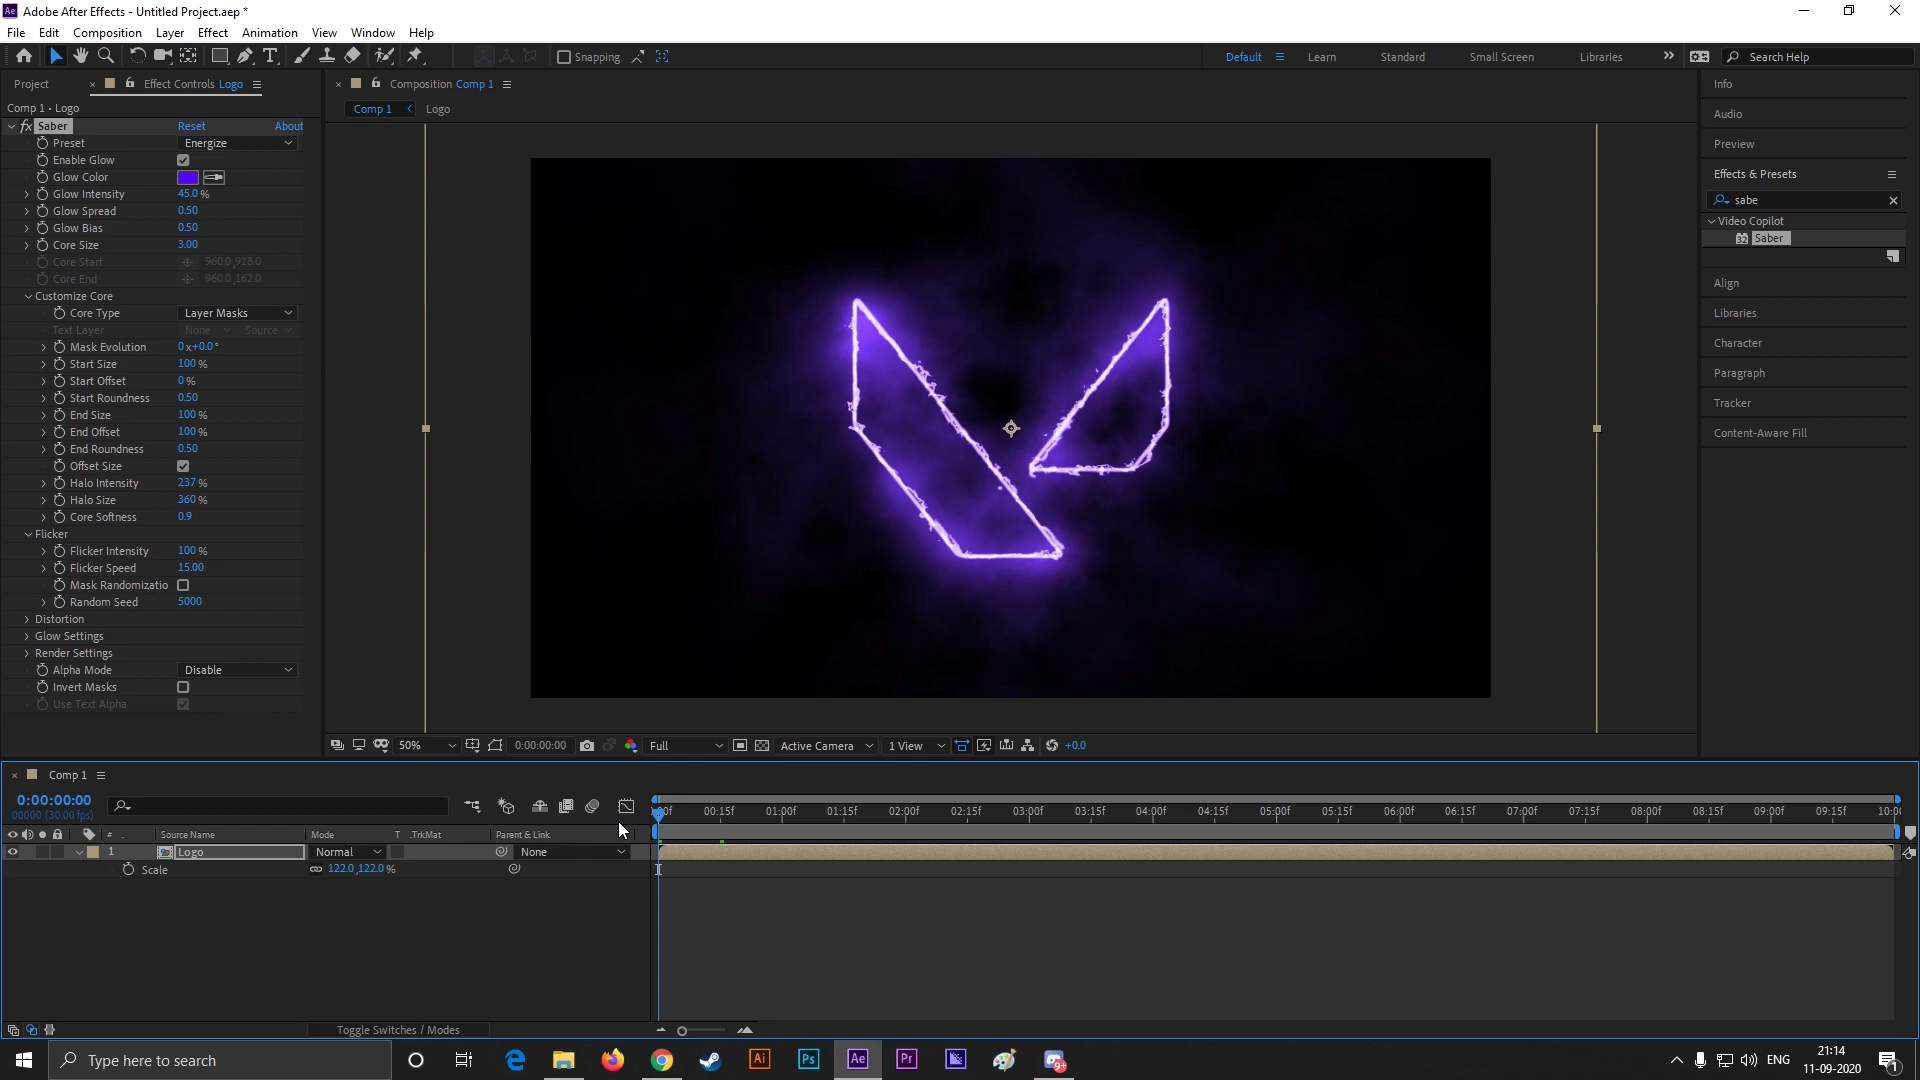 Adobe After Effects - Untitled Project.aep *
File Edit Composition Layer Effect Animation View Window Help
Snapping
Default Learn Standard Small Screen Libraries Search Help
Project Effect Controls Logo
Comp 1 • Logo
fx Saber Reset About
Preset Energize
Enable Glow
Glow Color
Glow Intensity 45.0 %
Glow Spread 0.50
Glow Bias 0.50
Core Size 3.00
Core Start 960.0,918.0
Core End 960.0,162.0
Customize Core
Core Type Layer Masks
Text Layer None Source
Mask Evolution 0x+0.0°
Start Size 100 %
Start Offset 0 %
Start Roundness 0.50
End Size 100 %
End Offset 100 %
End Roundness 0.50
Offset Size
Halo Intensity 237 %
Halo Size 360 %
Core Softness 0.9
Flicker
Flicker Intensity 100 %
Flicker Speed 15.00
Mask Randomizatio
Random Seed 5000
Distortion
Glow Settings
Render Settings
Alpha Mode Disable
Invert Masks
Use Text Alpha
Composition Comp 1
Comp 1 Logo
50% 0:00:00:00 Full Active Camera 1 View +0.0
Info
Audio
Preview
Effects & Presets
sabe
Video Copilot
32 Saber
Align
Libraries
Character
Paragraph
Tracker
Content-Aware Fill
Comp 1
0:00:00:00
00000 (30.00 fps)
00f 00:15f 01:00f 01:15f 02:00f 02:15f 03:00f 03:15f 04:00f 04:15f 05:00f 05:15f 06:00f 06:15f 07:00f 07:15f 08:00f 08:15f 09:00f 09:15f 10:00
# Source Name Mode T .TrkMat Parent & Link
1 Logo Normal None
Scale 122.0,122.0 %
Toggle Switches / Modes
Type here to search
Ai Ps Ae Pr 9+
ENG 21:14
11-09-2020
1